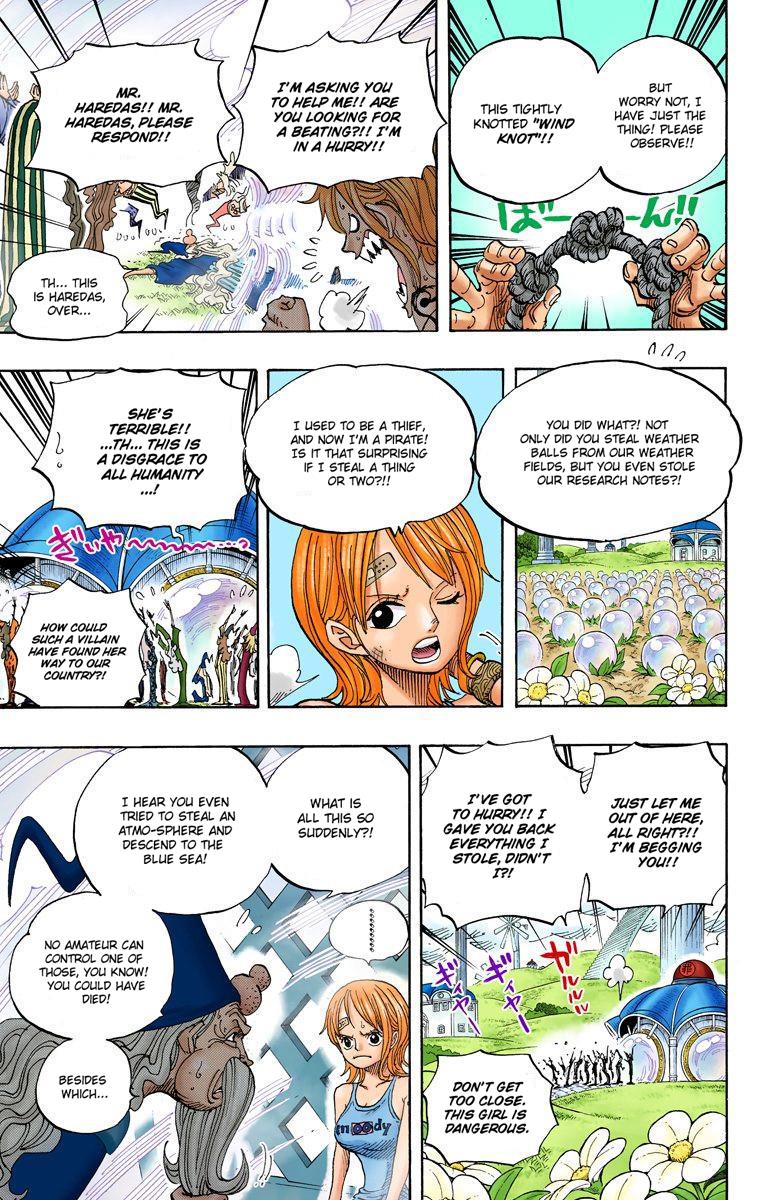 BUT
WORRY NOT, I
HAVE JUST THE
THING! PLEASE
OBSERVE!!
THIS TIGHTLY
KNOTTED "WIND
KNOT"!!
ばーーん!!
I'M ASKING YOU
TO HELP ME!! ARE
YOU LOOKING FOR
A BEATING?!! I'M
IN A HURRY!!
MR.
HAREDAS!! MR.
HAREDAS, PLEASE
RESPOND!!
TH... THIS
IS HAREDAS,
OVER...
YOU DID WHAT?! NOT
ONLY DID YOU STEAL WEATHER
BALLS FROM OUR WEATHER
FIELDS, BUT YOU EVEN STOLE
OUR RESEARCH NOTES?!
I USED TO BE A THIEF,
AND NOW I'M A PIRATE!
IS IT THAT SURPRISING
IF I STEAL A THING
OR TWO?!!
SHE'S
TERRIBLE!!
...TH... THIS IS
A DISGRACE TO
ALL HUMANITY
...!
ぎいや〜〜〜...?
HOW COULD
SUCH A VILLAIN
HAVE FOUND HER
WAY TO OUR
COUNTRY?!
JUST LET ME
OUT OF HERE,
ALL RIGHT?!!
I'M BEGGING
YOU!!
I'VE GOT
TO HURRY!! I
GAVE YOU BACK
EVERYTHING I
STOLE, DIDN'T
I?!
ガルル
ギィャー
ギィャー
DON'T GET
TOO CLOSE.
THIS GIRL IS
DANGEROUS.
WHAT IS
ALL THIS SO
SUDDENLY?!
I HEAR YOU EVEN
TRIED TO STEAL AN
ATMO-SPHERE AND
DESCEND TO THE
BLUE SEA!
..........
NO AMATEUR CAN
CONTROL ONE OF
THOSE, YOU KNOW!
YOU COULD HAVE
DIED!
BESIDES
WHICH...
moody